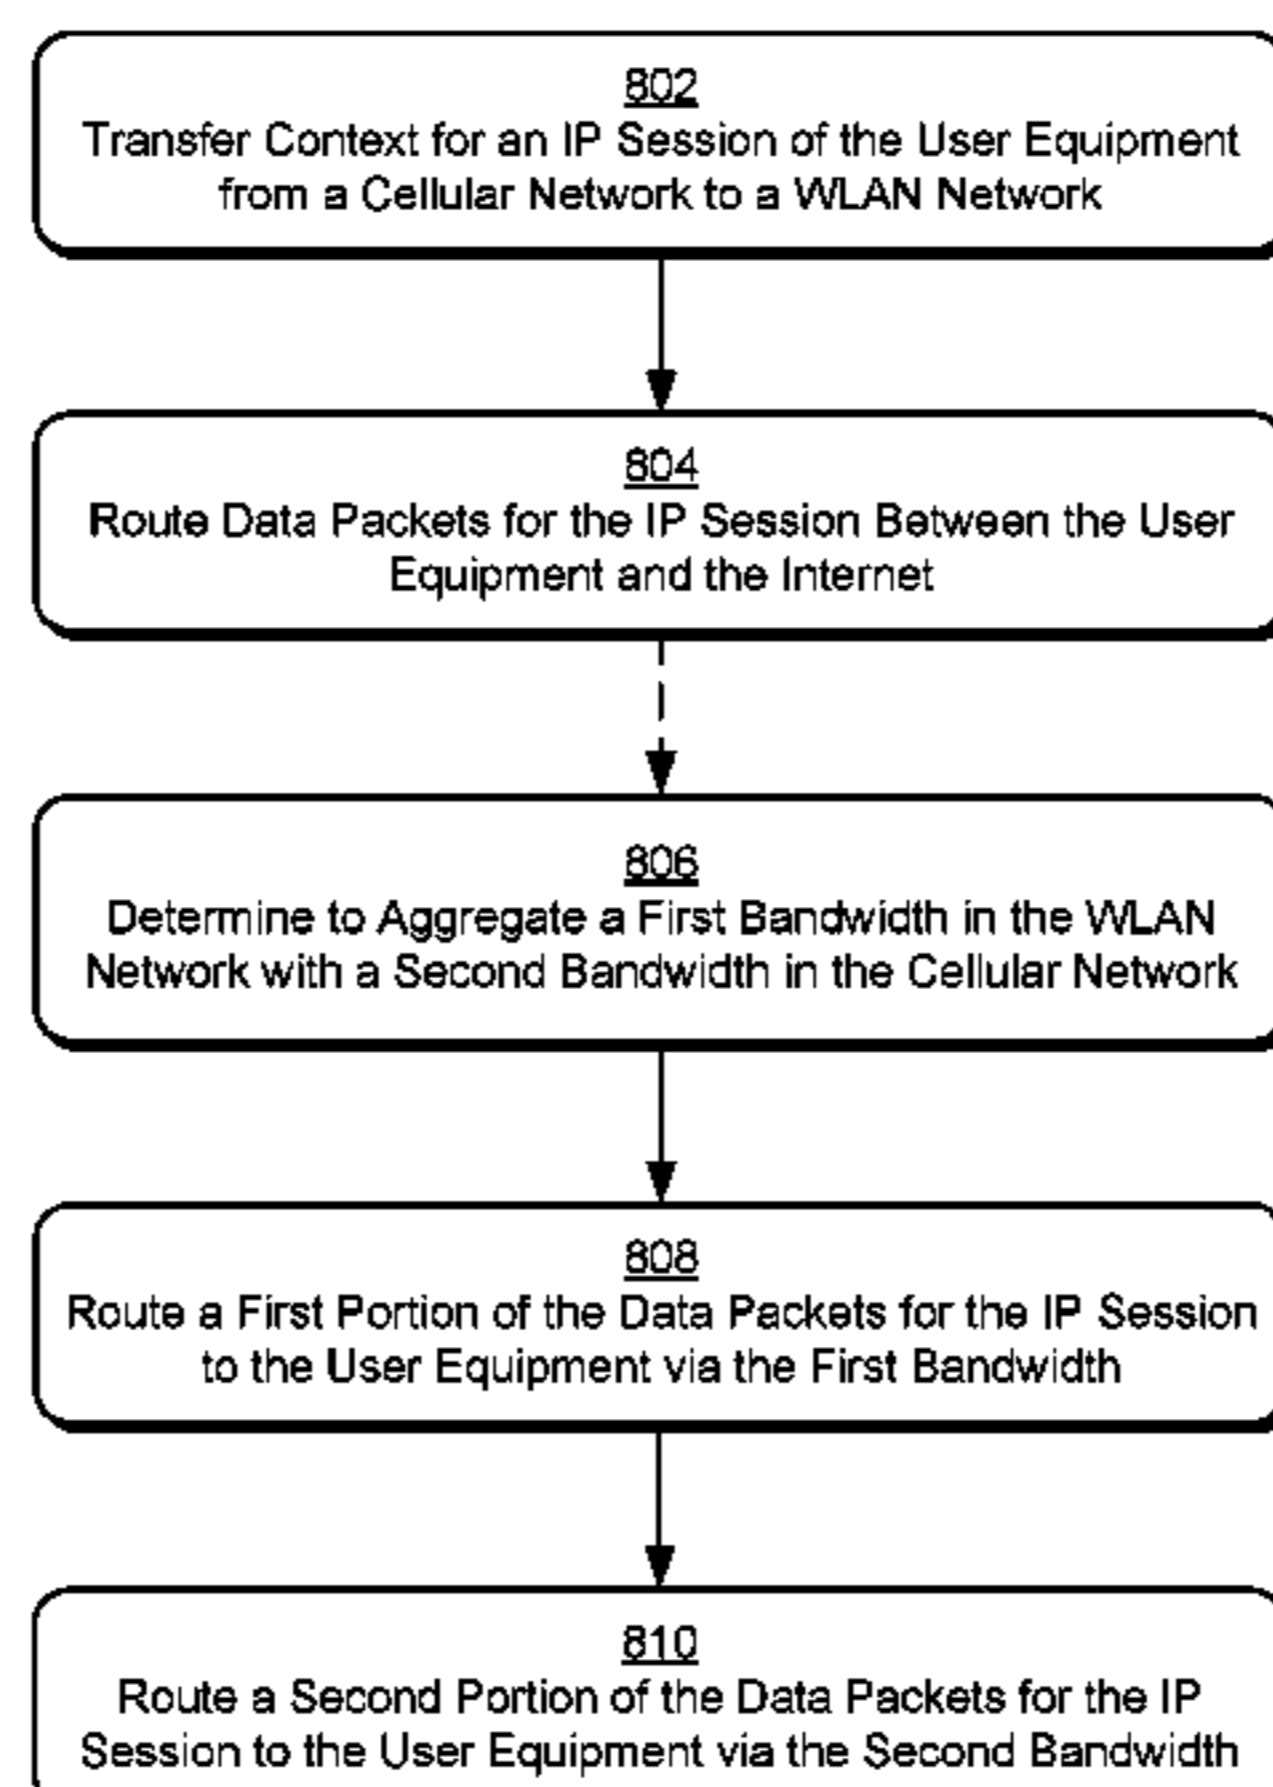 802
Transfer Context for an IP Session of the User Equipment
from a Cellular Network to a WLAN Network
804
Route Data Packets for the IP Session Between the User
Equipment and the Internet
806
Determine to Aggregate a First Bandwidth in the WLAN
Network with a Second Bandwidth in the Cellular Network
808
Route a First Portion of the Data Packets for the IP Session
to the User Equipment via the First Bandwidth
810
Route a Second Portion of the Data Packets for the IP
Session to the User Equipment via the Second Bandwidth